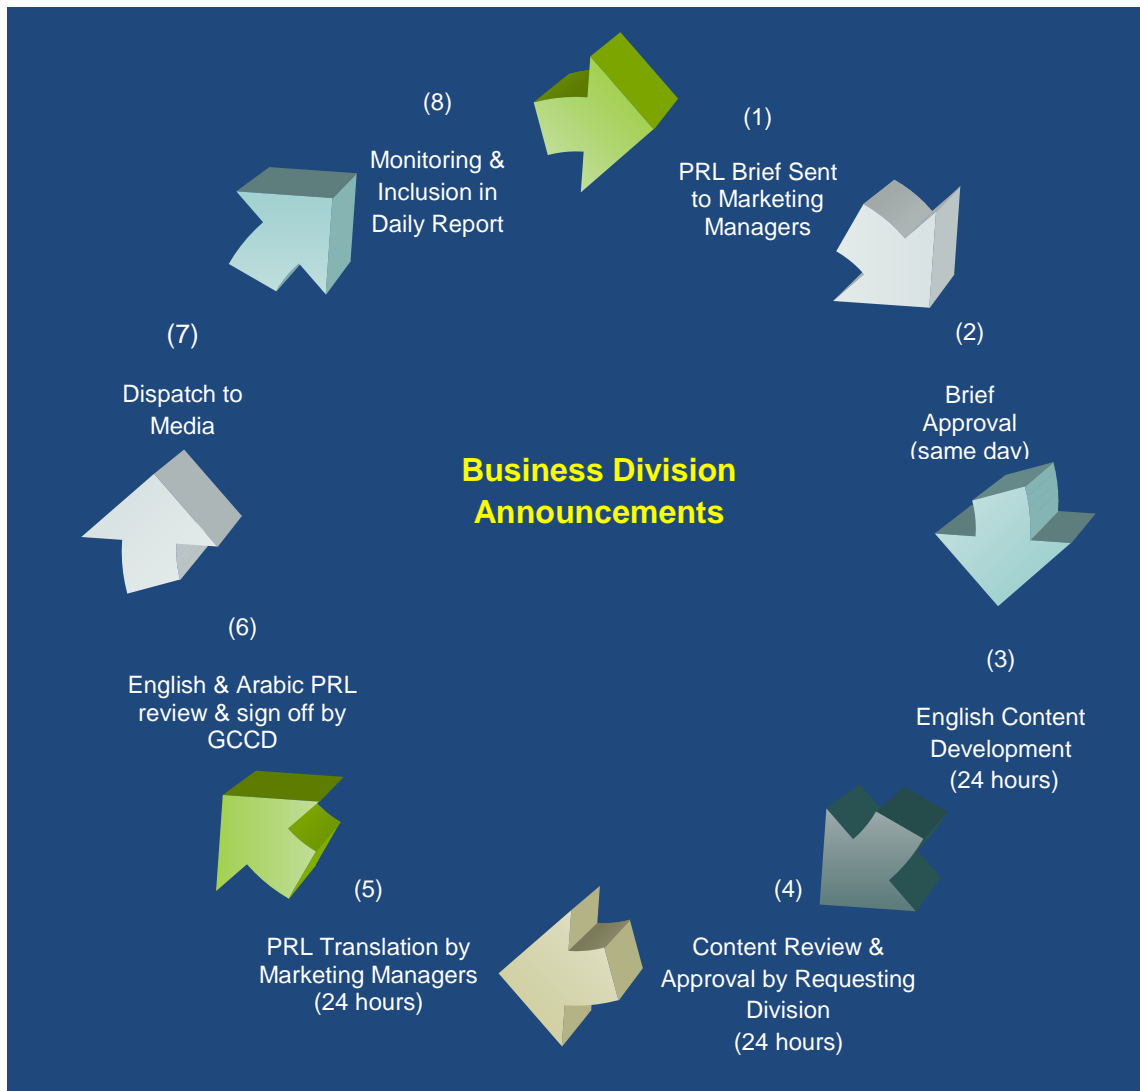 Business Division
Announcements
(1)
PRL Brief Sent
to Marketing
Managers
(2)
Brief
Approval
(same day)
(3)
English Content
Development
(24 hours)
(4)
Content Review &
Approval by Requesting
Division
(24 hours)
(5)
PRL Translation by
Marketing Managers
(24 hours)
(6)
English & Arabic PRL
review & sign off by
GCCD
(7)
Dispatch to
Media
(8)
Monitoring &
Inclusion in
Daily Report